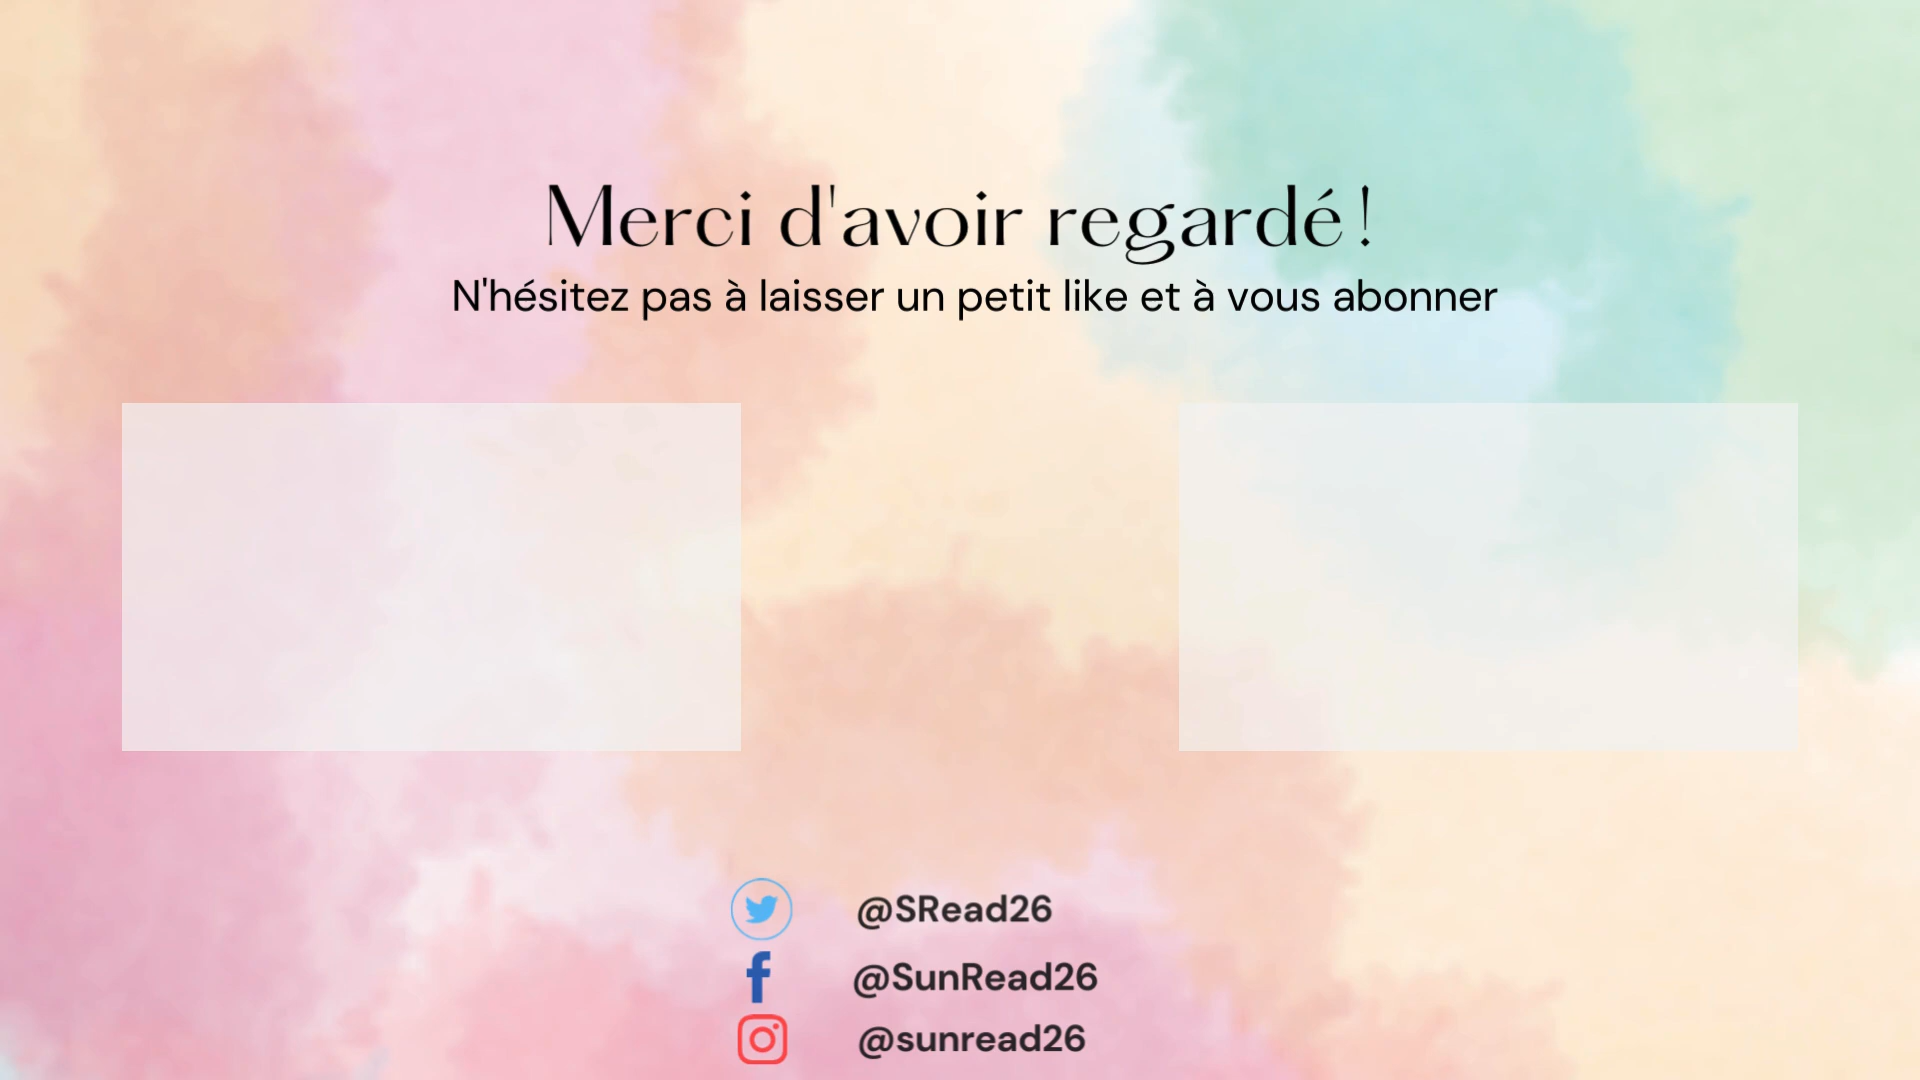 Merci d'avoir regardé !
N'hésitez pas à laisser un petit like et à vous abonner
@SRead26
@SunRead26
@sunread26